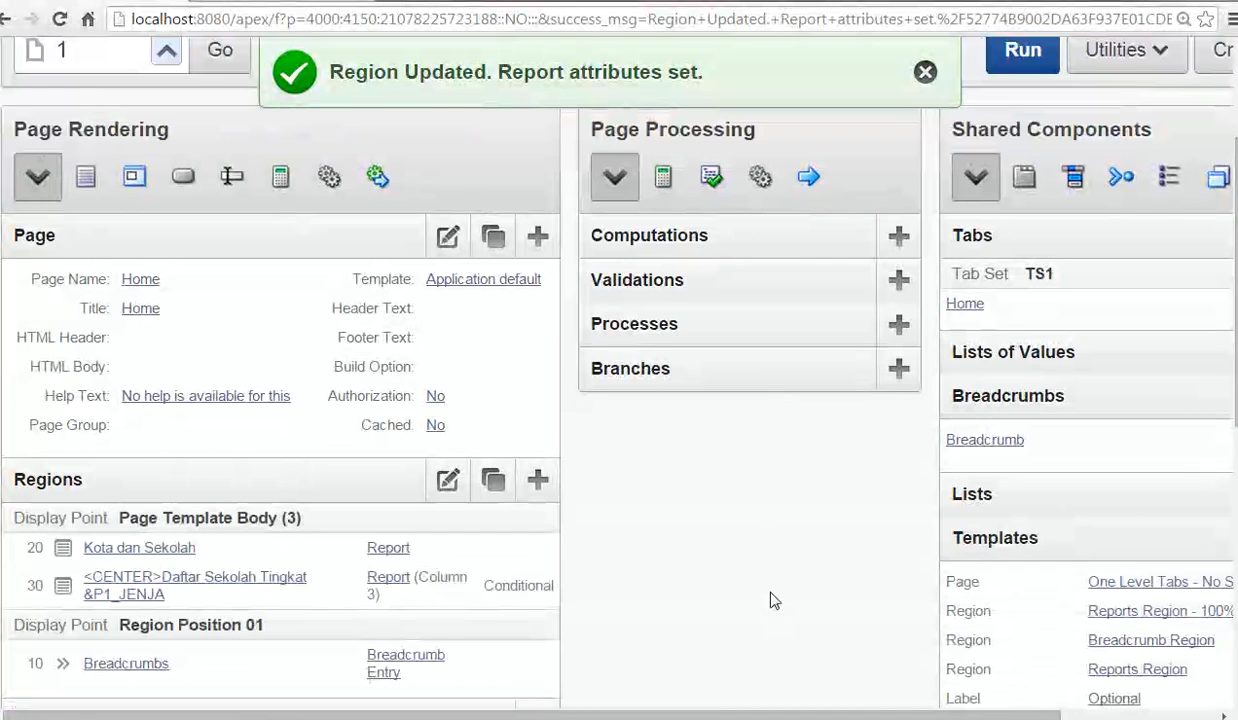 localhost:8080/apex/f?p=4000:4150:21078225723188::NO:::&success_msg=Region+Updated.+Report+attributes+set.%2F52774B9002DA63F937E01CDE
1
Go
Region Updated. Report attributes set.
Run
Utilities
Cr
Page Rendering
Page Processing
Shared Components
Page
Page Name: Home
Template: Application default
Title: Home
Header Text:
HTML Header:
Footer Text:
HTML Body:
Build Option:
Help Text: No help is available for this
Authorization: No
Page Group:
Cached: No
Regions
Display Point Page Template Body (3)
20 Kota dan Sekolah Report
30 <CENTER>Daftar Sekolah Tingkat
&P1_JENJA
Report (Column
3)
Conditional
Display Point Region Position 01
10 Breadcrumbs
Breadcrumb
Entry
Computations
Validations
Processes
Branches
Tabs
Tab Set TS1
Home
Lists of Values
Breadcrumbs
Breadcrumb
Lists
Templates
Page One Level Tabs - No S
Region Reports Region - 100%
Region Breadcrumb Region
Region Reports Region
Label Optional